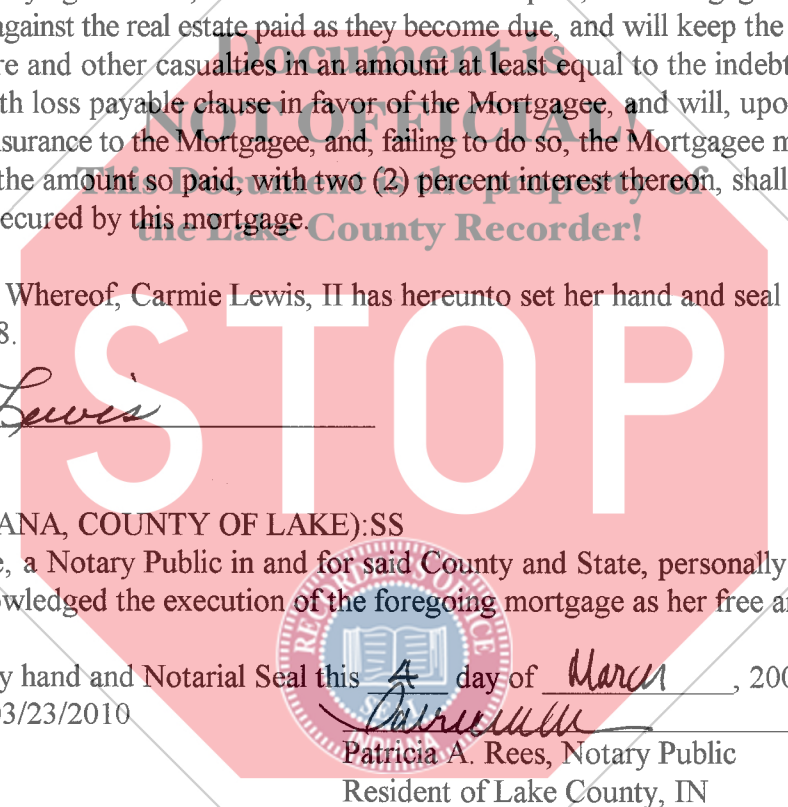 against the real estate paid as they become due, and will keep the
Document is
re and other casualties in an amount at least equal to the indebt
th loss payable clause in favor of the Mortgagee, and will, upo
NOT OFFICIAL!
nsurance to the Mortgagee, and, failing to do so, the Mortgagee m
the amount so paid, with two (2) percent interest thereon, shall
This Document is the property of
ecured by this mortgage.
the Lake County Recorder!
Whereof, Carmie Lewis, II has hereunto set her hand and seal
8.
STOP
Lewis
ANA, COUNTY OF LAKE):SS
e, a Notary Public in and for said County and State, personally
owledged the execution of the foregoing mortgage as her free a
RECORDER'S OFFICE
y hand and Notarial Seal this 4 day of March, 200
03/23/2010
SEAL
INDIANA
Patricia A. Rees, Notary Public
Resident of Lake County, IN